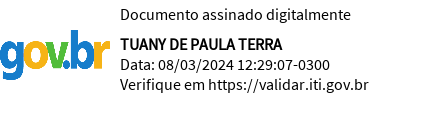 Documento assinado digitalmente
gov.br
TUANY DE PAULA TERRA
Data: 08/03/2024 12:29:07-0300
Verifique em https://validar.iti.gov.br